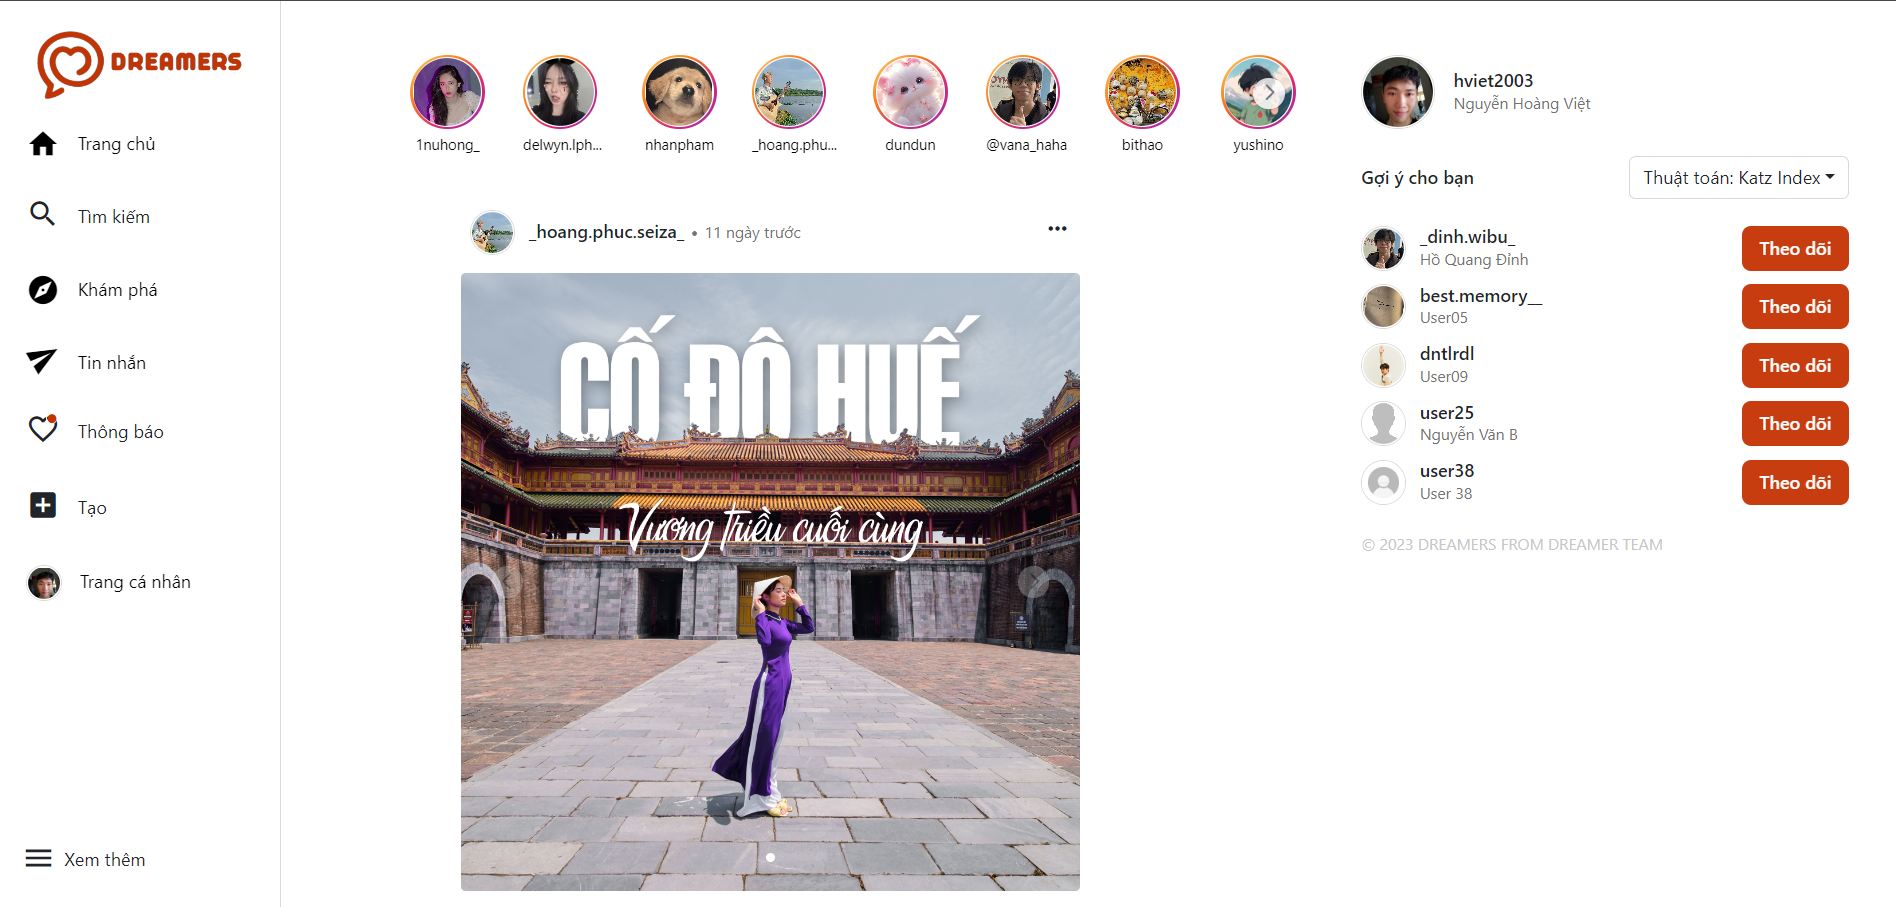 DREAMERS
Trang chủ
Tìm kiếm
Khám phá
Tin nhắn
Thông báo
Tạo
Trang cá nhân
Xem thêm
1nuhong_
delwyn.lph...
nhanpham
_hoang.phu...
dundun
@vana_haha
bithao
yushino
_hoang.phuc.seiza_ • 11 ngày trước
CỐ ĐÔ HUẾ
Vương triều cuối cùng
hviet2003
Nguyễn Hoàng Việt
Gợi ý cho bạn
Thuật toán: Katz Index
_dinh.wibu_
Hồ Quang Đỉnh
Theo dõi
best.memory__
User05
Theo dõi
dntlrdl
User09
Theo dõi
user25
Nguyễn Văn B
Theo dõi
user38
User 38
Theo dõi
© 2023 DREAMERS FROM DREAMER TEAM